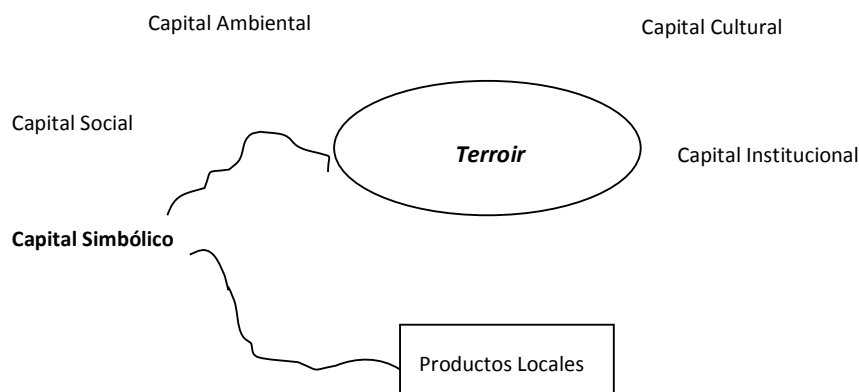 Capital Ambiental
Capital Cultural
Capital Social
Terroir
Capital Institucional
Capital Simbólico
Productos Locales